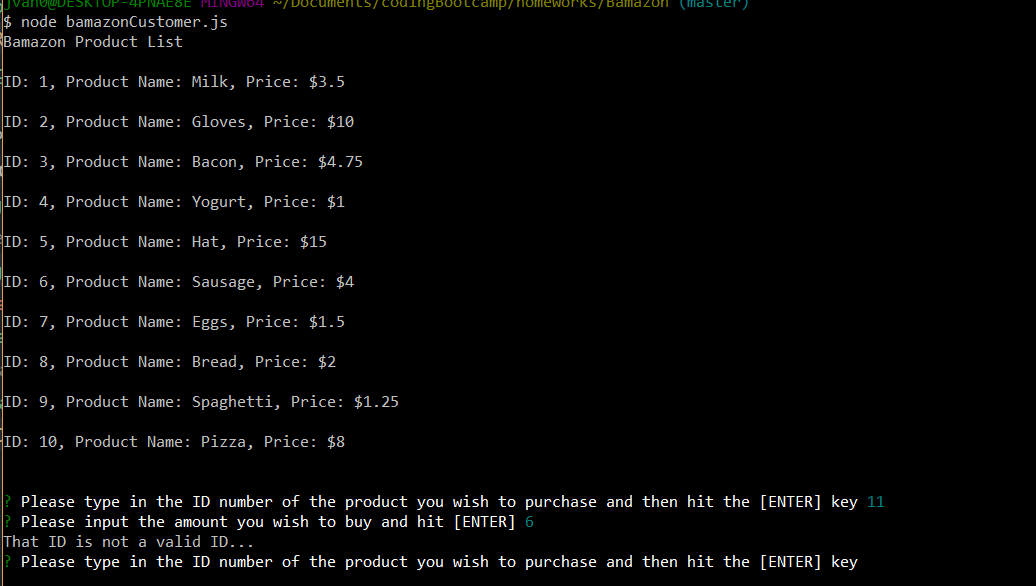 MINGW64 ~/Documents/codingBootcamp/homeworks/Bamazon (master)
$ node bamazonCustomer.js
Bamazon Product List
ID: 1, Product Name: Milk, Price: $3.5
ID: 2, Product Name: Gloves, Price: $10
ID: 3, Product Name: Bacon, Price: $4.75
ID: 4, Product Name: Yogurt, Price: $1
ID: 5, Product Name: Hat, Price: $15
ID: 6, Product Name: Sausage, Price: $4
ID: 7, Product Name: Eggs, Price: $1.5
ID: 8, Product Name: Bread, Price: $2
ID: 9, Product Name: Spaghetti, Price: $1.25
ID: 10, Product Name: Pizza, Price: $8
? Please type in the ID number of the product you wish to purchase and then hit the [ENTER] key 11
? Please input the amount you wish to buy and hit [ENTER] 6
That ID is not a valid ID...
? Please type in the ID number of the product you wish to purchase and then hit the [ENTER] key